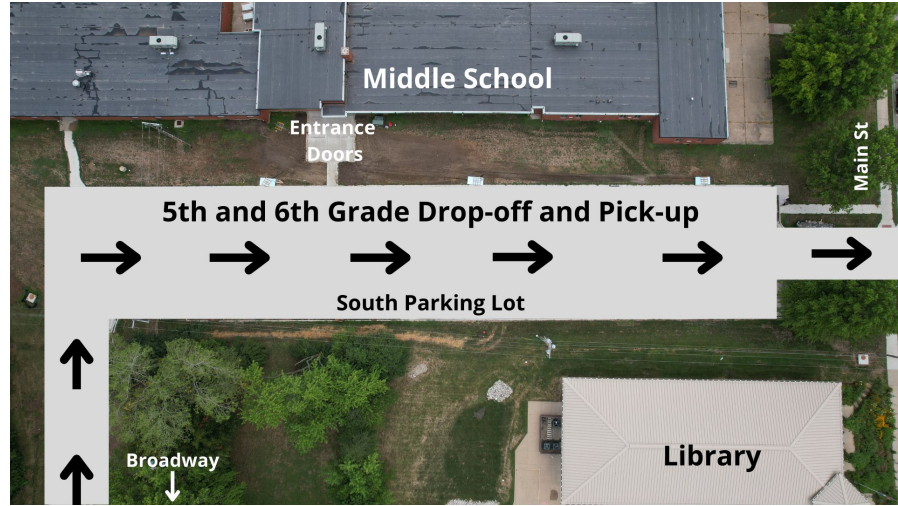 Middle School
Entrance
Doors
Main St
5th and 6th Grade Drop-off and Pick-up
South Parking Lot
Broadway
Library